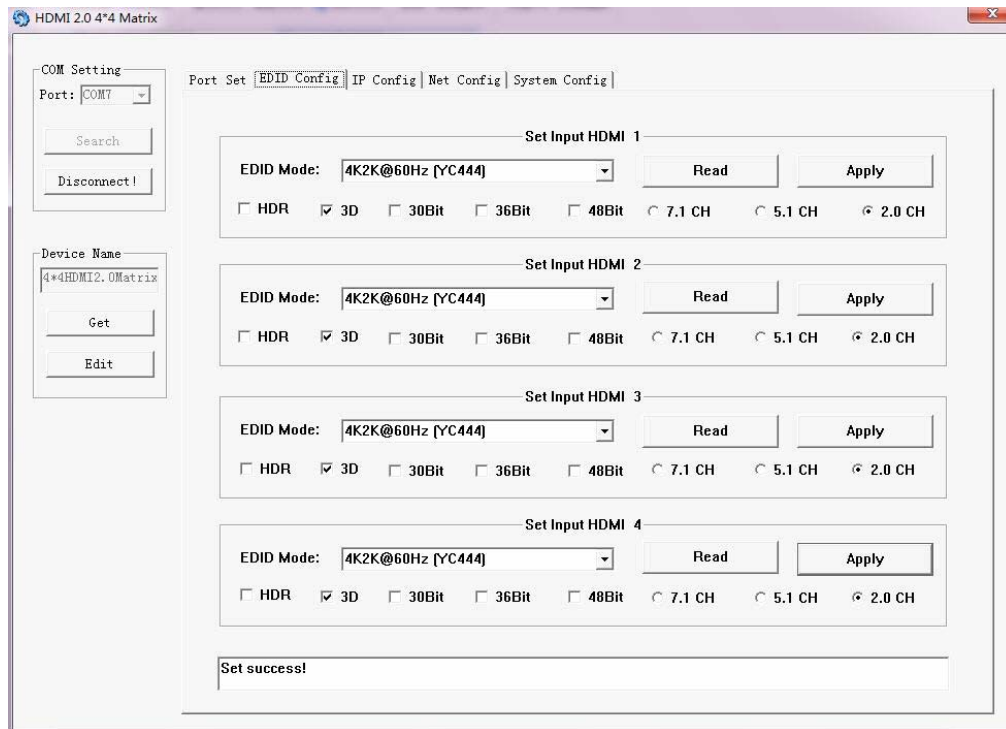 HDMI 2.0 4*4 Matrix
COM Setting
Port: COM7
Search
Disconnect!
Device Name
4*4HDMI2.0Matrix
Get
Edit
Port Set EDID Config IP Config Net Config System Config
Set Input HDMI 1
EDID Mode: 4K2K@60Hz (YC444) Read Apply
HDR 3D 30Bit 36Bit 48Bit 7.1 CH 5.1 CH 2.0 CH
Set Input HDMI 2
EDID Mode: 4K2K@60Hz (YC444) Read Apply
HDR 3D 30Bit 36Bit 48Bit 7.1 CH 5.1 CH 2.0 CH
Set Input HDMI 3
EDID Mode: 4K2K@60Hz (YC444) Read Apply
HDR 3D 30Bit 36Bit 48Bit 7.1 CH 5.1 CH 2.0 CH
Set Input HDMI 4
EDID Mode: 4K2K@60Hz (YC444) Read Apply
HDR 3D 30Bit 36Bit 48Bit 7.1 CH 5.1 CH 2.0 CH
Set success!